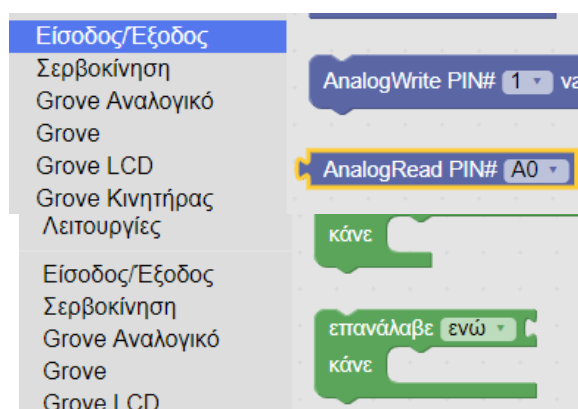 Είσοδος/Έξοδος
Σερβοκίνηση
Grove Αναλογικό
Grove
Grove LCD
Grove Κινητήρας
AnalogWrite PIN# 1 va
AnalogRead PIN# A0
Λειτουργίες
Είσοδος/Έξοδος
Σερβοκίνηση
Grove Αναλογικό
Grove
Grove LCD
κάνε
επανάλαβε ενώ
κάνε